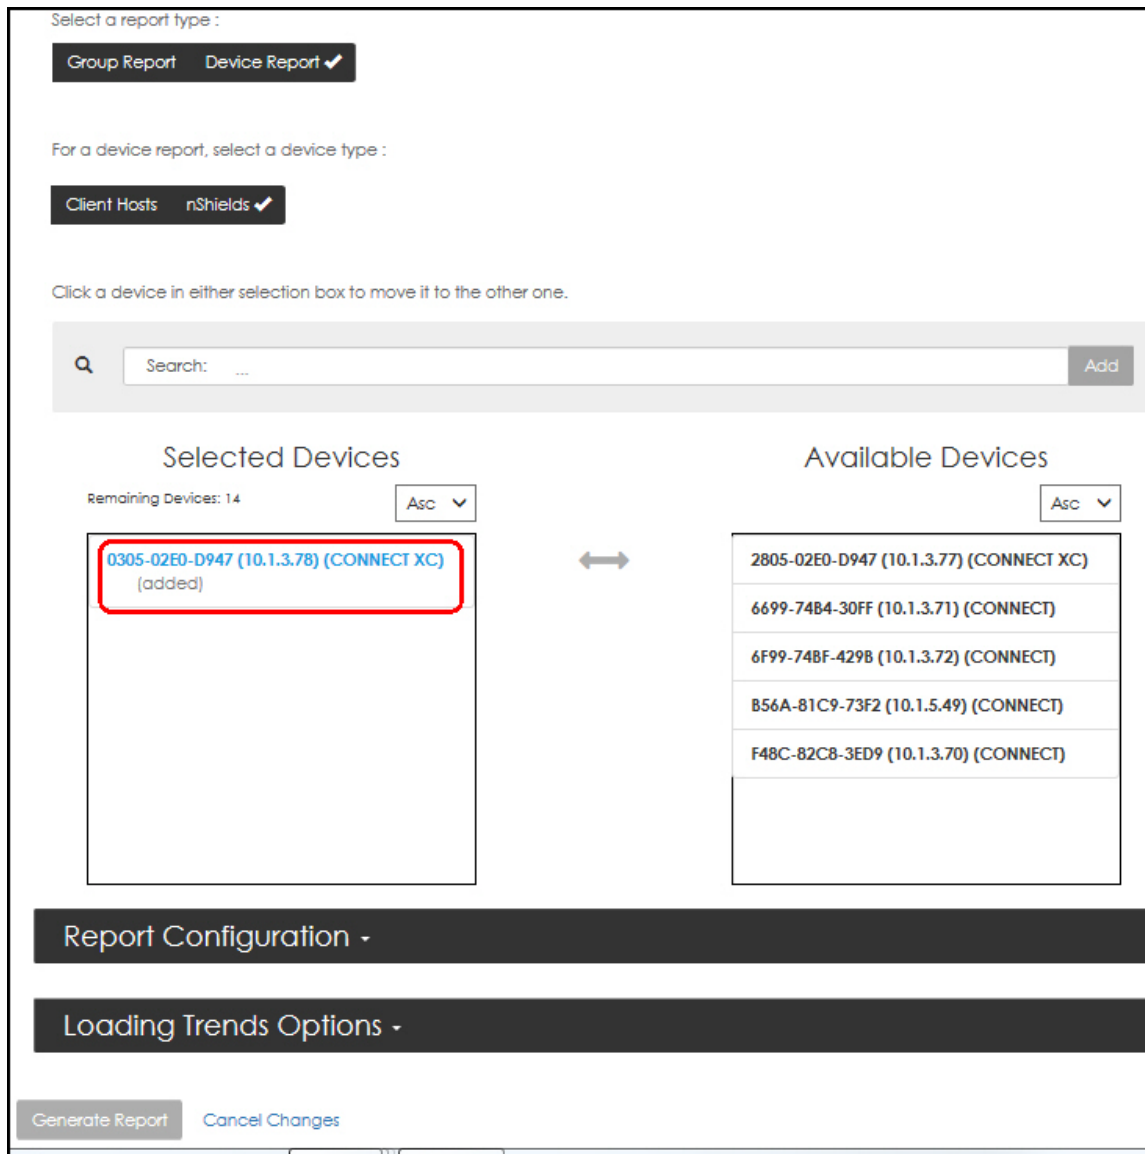 Select a report type :
Group Report Device Report
For a device report, select a device type :
Client Hosts nShields
Click a device in either selection box to move it to the other one.
Search: ... Add
Selected Devices
Available Devices
Remaining Devices: 14
Asc
Asc
0305-02E0-D947 (10.1.3.78) (CONNECT XC)
(added)
2805-02E0-D947 (10.1.3.77) (CONNECT XC)
6699-74B4-30FF (10.1.3.71) (CONNECT)
6F99-74BF-429B (10.1.3.72) (CONNECT)
B56A-81C9-73F2 (10.1.5.49) (CONNECT)
F48C-82C8-3ED9 (10.1.3.70) (CONNECT)
Report Configuration
Loading Trends Options
Generate Report Cancel Changes